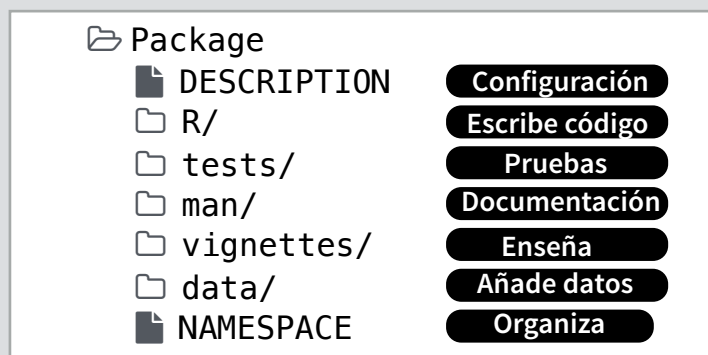 Package
DESCRIPTION Configuración
R/ Escribe código
tests/ Pruebas
man/ Documentación
vignettes/ Enseña
data/ Añade datos
NAMESPACE Organiza